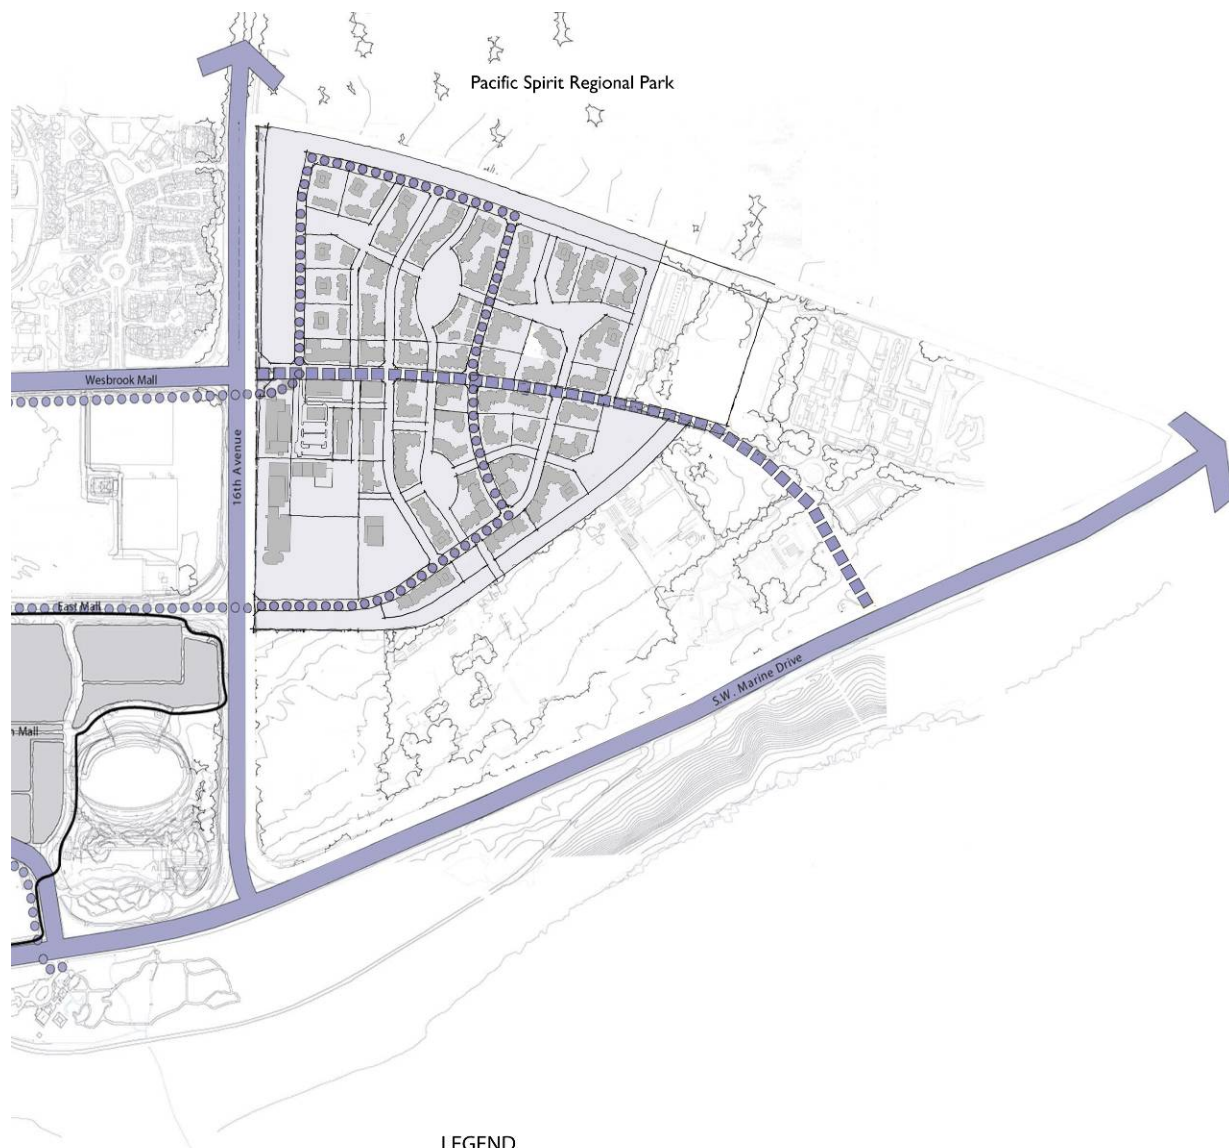 Pacific Spirit Regional Park
Wesbrook Mall
16th Avenue
East Mall
S.W. Marine Drive
n Mall
LEGEND